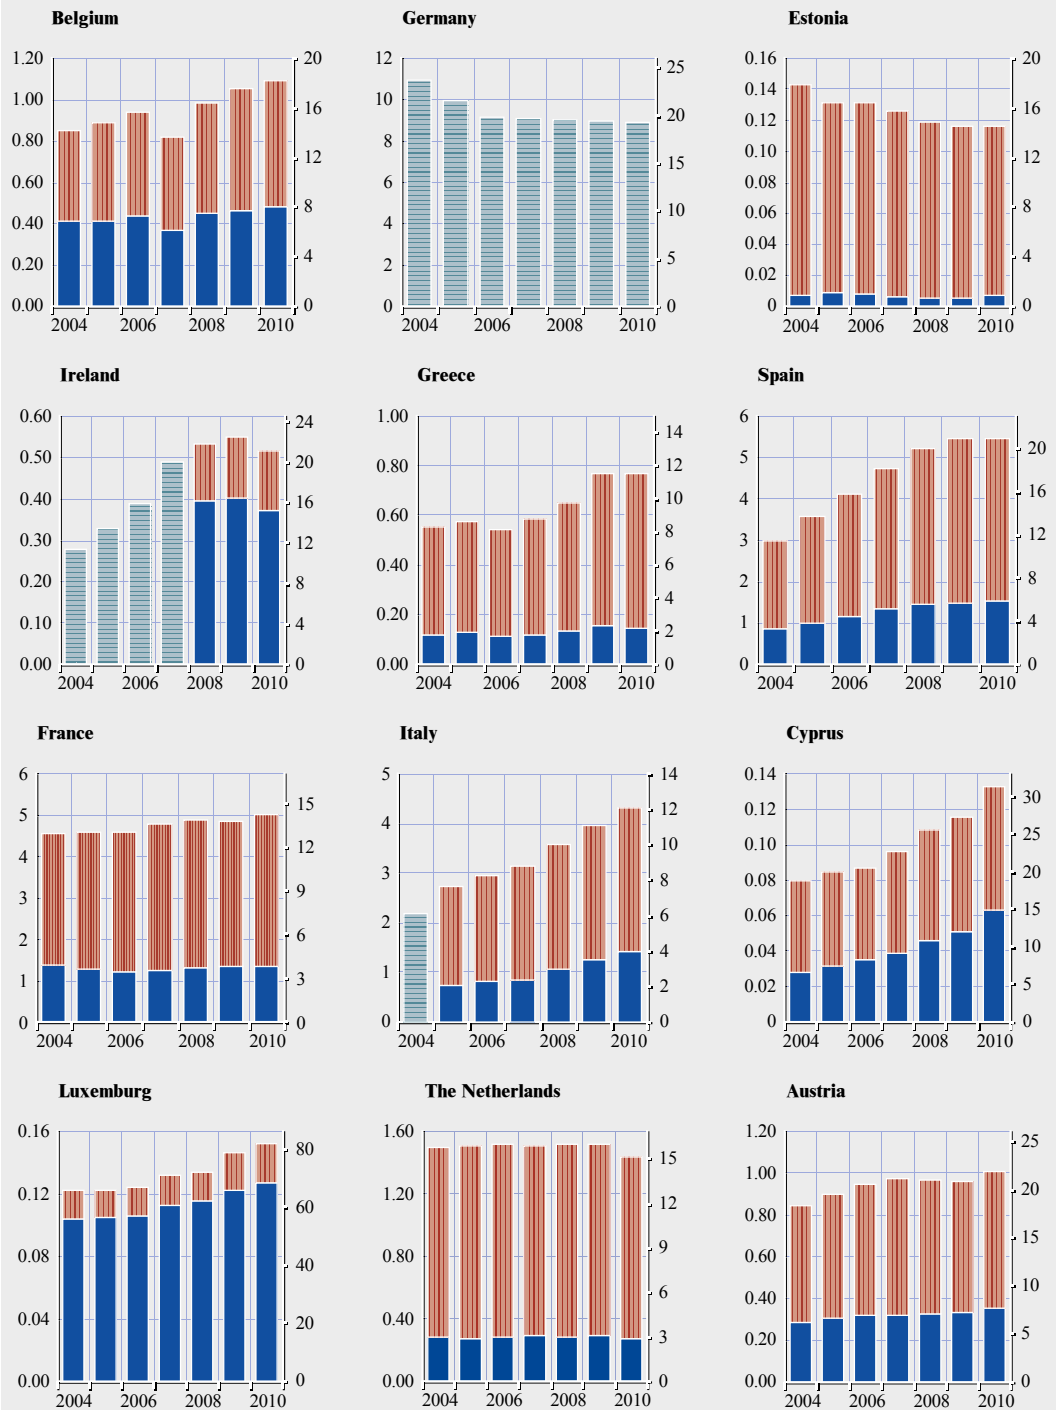 Belgium Germany Estonia
1.20 20 12 25 0.16 20
1.00 16 10 20 0.14 16
0.80 12 8 15 0.12 12
0.60 8 6 10 0.10 8
0.40 4 4 5 0.08 4
0.20 0 2 0 0.06 0
0.00 0 0.04
0.02
0
2004 2006 2008 2010 2004 2006 2008 2010 2004 2006 2008 2010
Ireland Greece Spain
0.60 24 1.00 14 6 20
0.50 20 0.80 12 5 16
0.40 16 0.60 10 4 12
0.30 12 0.40 8 3 8
0.20 8 0.20 6 2 4
0.10 4 0.00 4 1 0
0.00 0 2 0
0
2004 2006 2008 2010 2004 2006 2008 2010 2004 2006 2008 2010
France Italy Cyprus
6 15 5 14 0.14 30
5 12 4 12 0.12 25
4 9 3 10 0.10 20
3 6 2 8 0.08 15
2 3 1 6 0.06 10
1 0 0 4 0.04 5
0 2 0.02 0
0 0
2004 2006 2008 2010 2004 2006 2008 2010 2004 2006 2008 2010
Luxemburg The Netherlands Austria
0.16 80 1.60 15 1.20 25
0.12 60 1.20 12 1.00 20
0.08 40 0.80 9 0.80 15
0.04 20 0.40 6 0.60 10
0.00 0 0.00 3 0.40 5
0 0.20 0
0.00
2004 2006 2008 2010 2004 2006 2008 2010 2004 2006 2008 2010